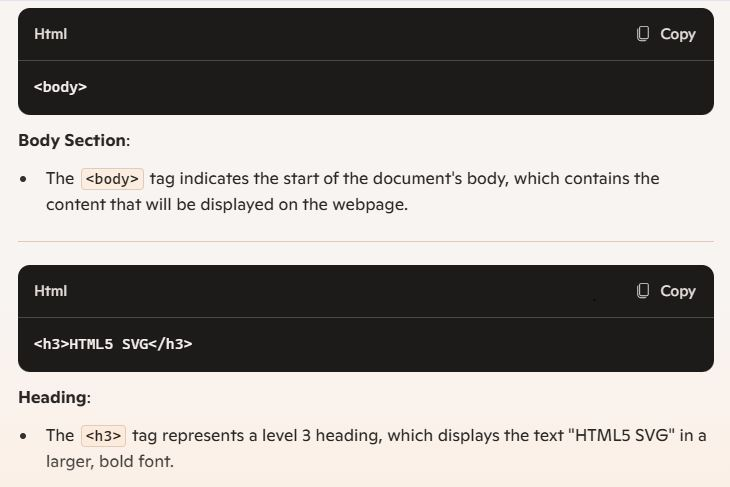 Html Copy
<body>
Body Section:
• The <body> tag indicates the start of the document's body, which contains the
content that will be displayed on the webpage.
Html Copy
<h3>HTML5 SVG</h3>
Heading:
• The <h3> tag represents a level 3 heading, which displays the text "HTML5 SVG" in a
larger, bold font.